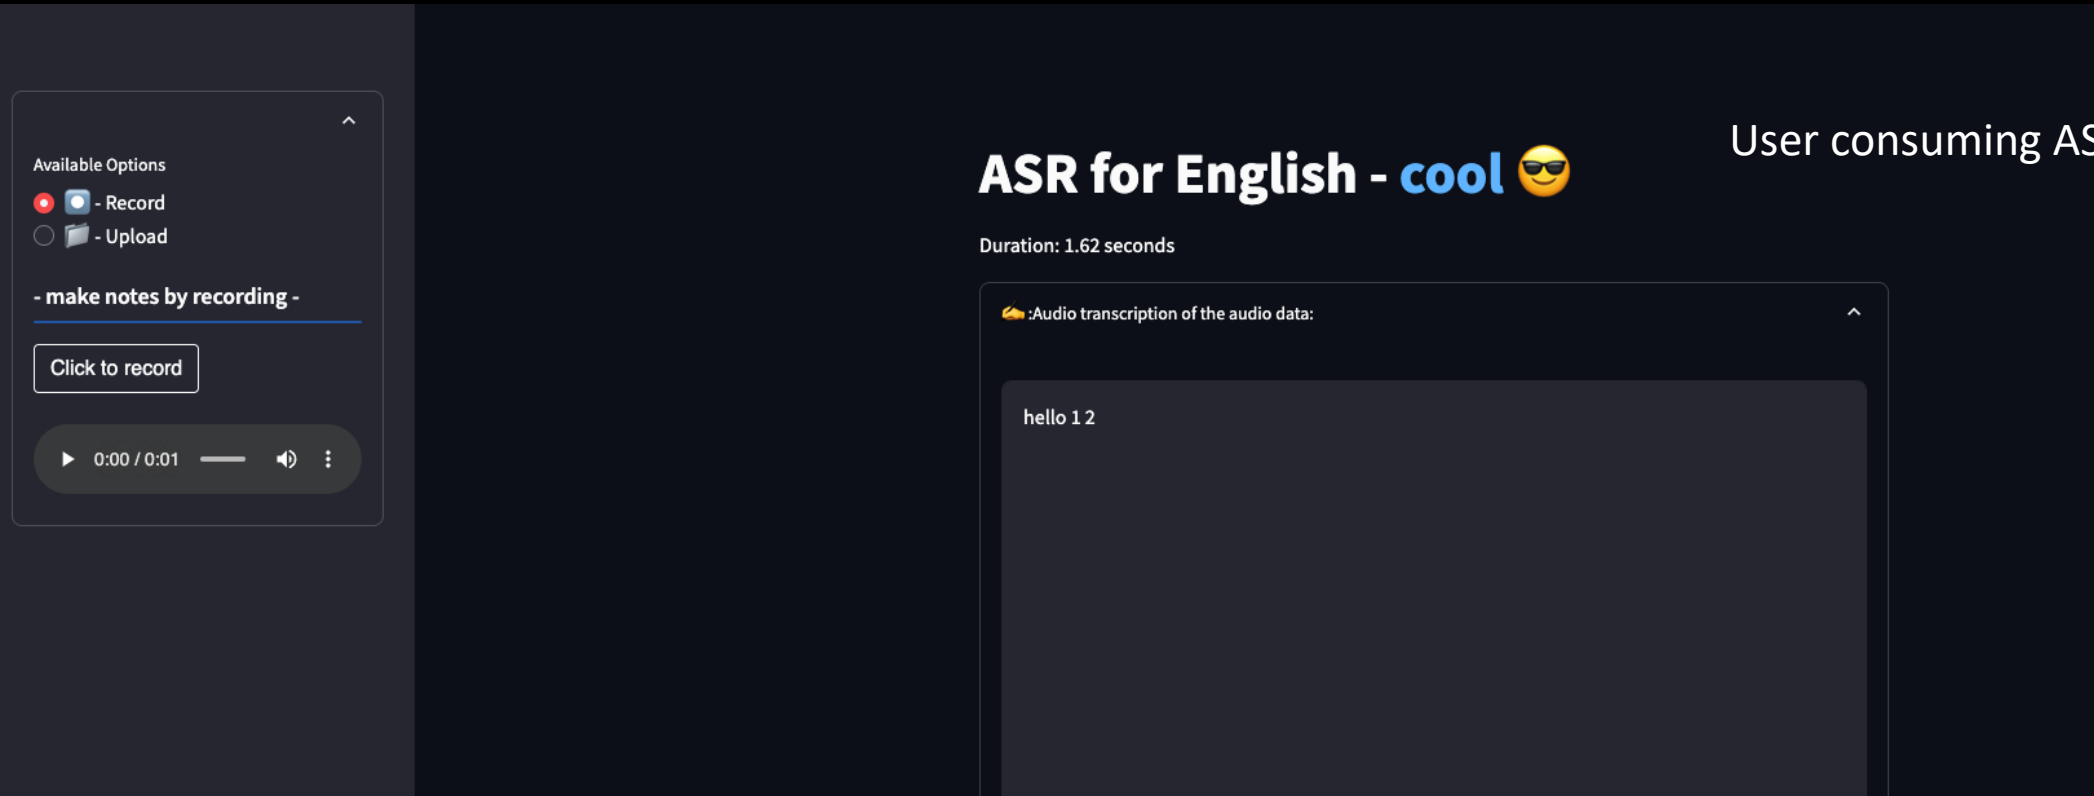 Available Options
- Record
- Upload
- make notes by recording -
Click to record
0:00 / 0:01
User consuming AS
ASR for English - cool 😎
Duration: 1.62 seconds
✍️ :Audio transcription of the audio data:
hello 1 2